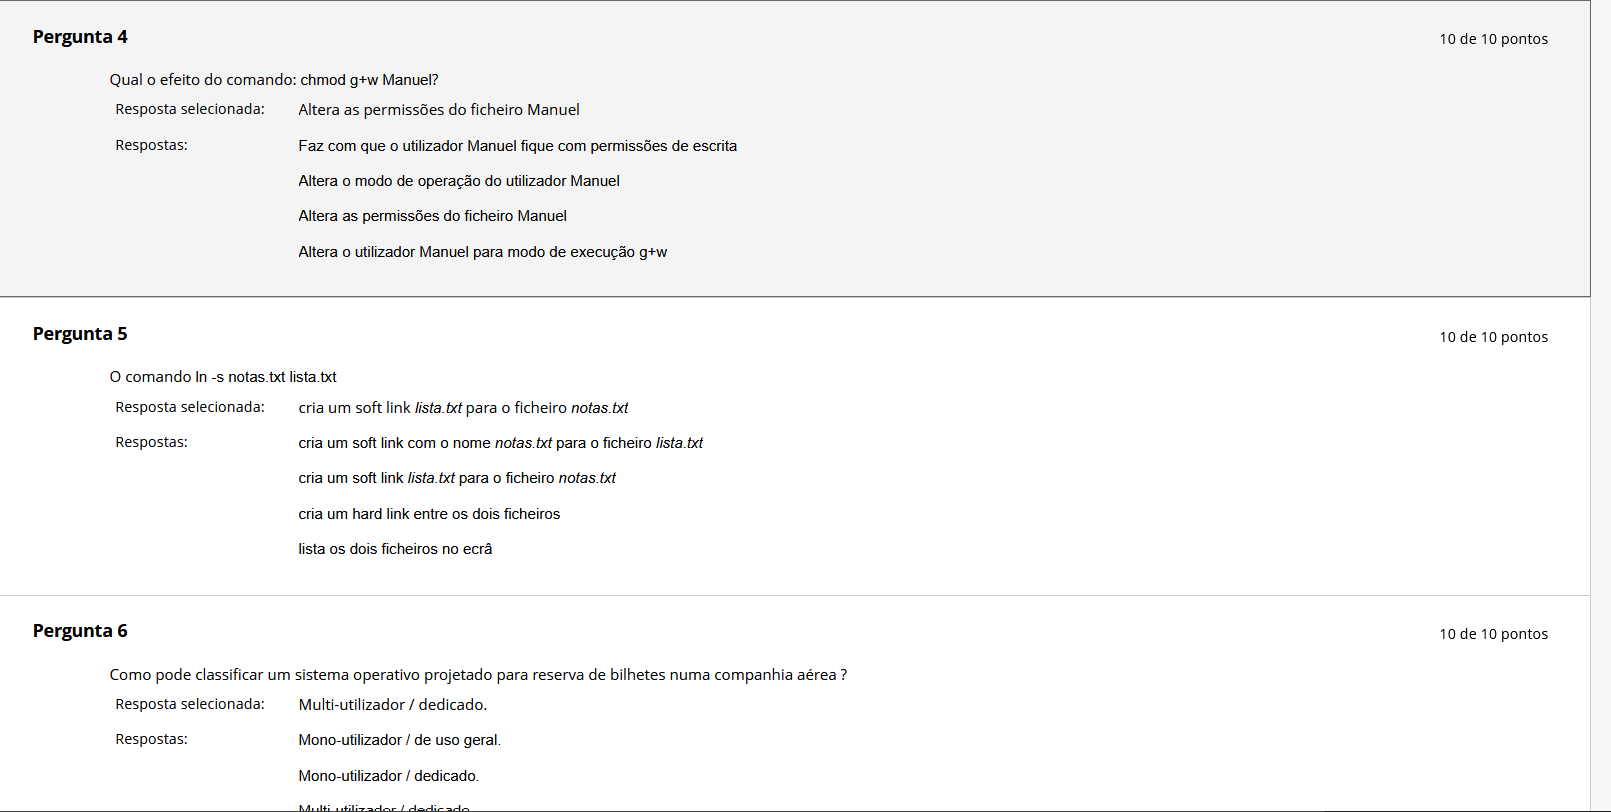 Pergunta 4
10 de 10 pontos
Qual o efeito do comando: chmod g+w Manuel?
Resposta selecionada: Altera as permissões do ficheiro Manuel
Respostas: Faz com que o utilizador Manuel fique com permissões de escrita
Altera o modo de operação do utilizador Manuel
Altera as permissões do ficheiro Manuel
Altera o utilizador Manuel para modo de execução g+w
Pergunta 5
10 de 10 pontos
O comando ln -s notas.txt lista.txt
Resposta selecionada: cria um soft link lista.txt para o ficheiro notas.txt
Respostas: cria um soft link com o nome notas.txt para o ficheiro lista.txt
cria um soft link lista.txt para o ficheiro notas.txt
cria um hard link entre os dois ficheiros
lista os dois ficheiros no ecrâ
Pergunta 6
10 de 10 pontos
Como pode classificar um sistema operativo projetado para reserva de bilhetes numa companhia aérea ?
Resposta selecionada: Multi-utilizador / dedicado.
Respostas: Mono-utilizador / de uso geral.
Mono-utilizador / dedicado.
Multi-utilizador / dedicado.